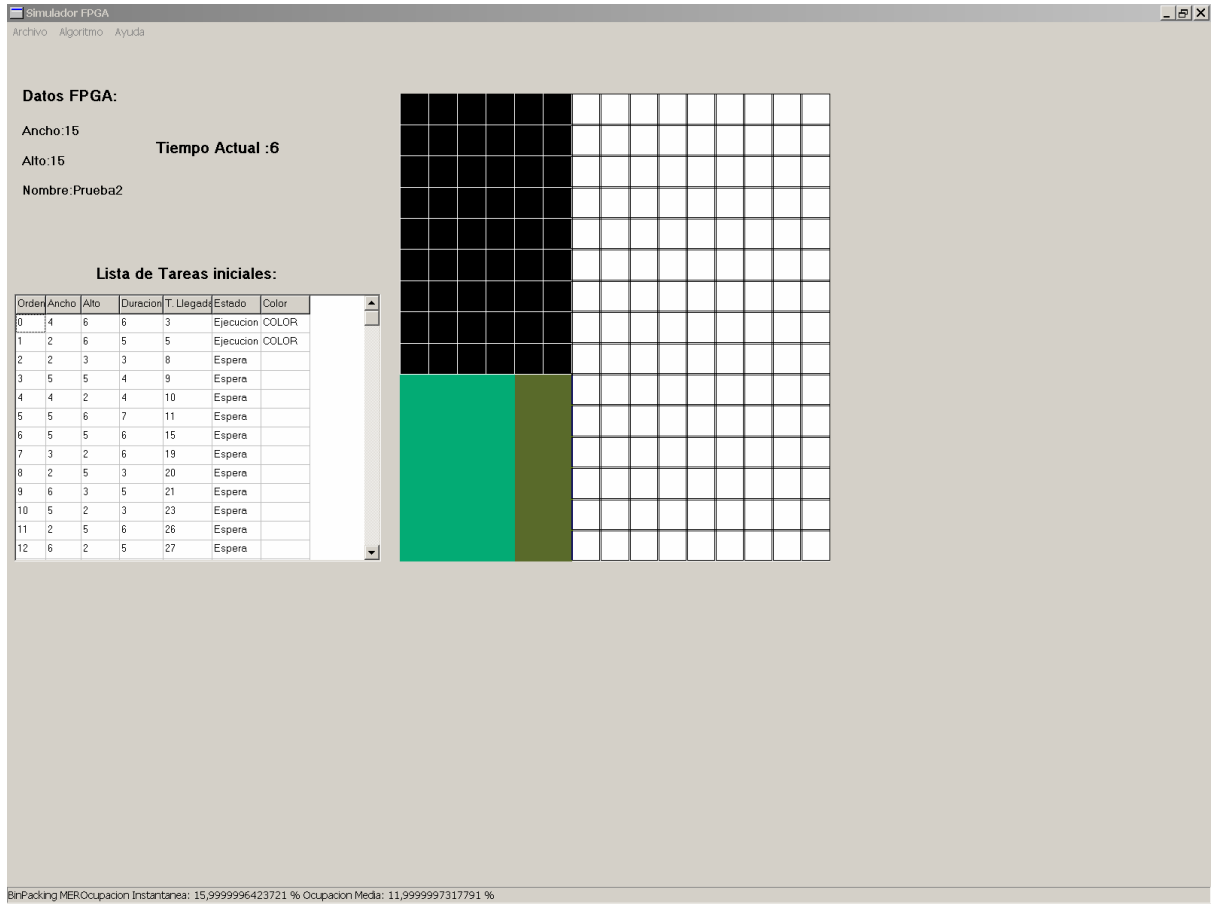 Simulador FPGA
Archivo Algoritmo Ayuda
Datos FPGA:
Ancho:15
Tiempo Actual :6
Alto:15
Nombre:Prueba2
Lista de Tareas iniciales:
Orden Ancho Alto Duracion T. Llegada Estado Color
0 4 6 6 3 Ejecucion COLOR
1 2 6 5 5 Ejecucion COLOR
2 2 3 3 8 Espera
3 5 5 4 9 Espera
4 4 2 4 10 Espera
5 5 6 7 11 Espera
6 5 5 6 15 Espera
7 3 2 6 19 Espera
8 2 5 3 20 Espera
9 6 3 5 21 Espera
10 5 2 3 23 Espera
11 2 5 6 26 Espera
12 6 2 5 27 Espera
BinPacking MEROcupacion Instantanea: 15,9999996423721 % Ocupacion Media: 11,9999997317791 %